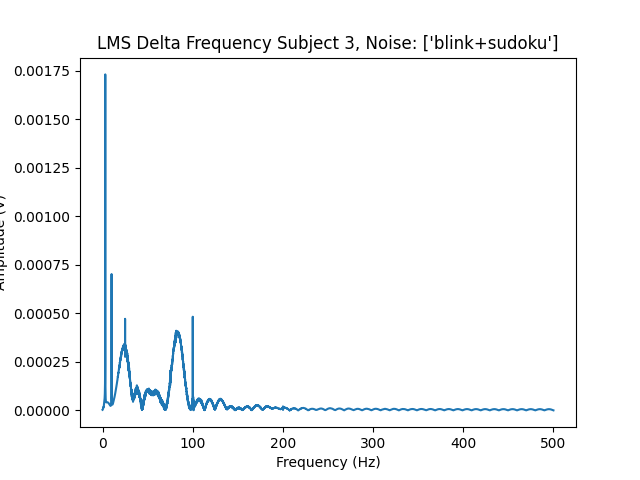 LMS Delta Frequency Subject 3, Noise: ['blink+sudoku']
0.00175
0.00150
0.00125
0.00100
0.00075
0.00050
0.00025
0.00000
Amplitude (V)
0 100 200 300 400 500
Frequency (Hz)